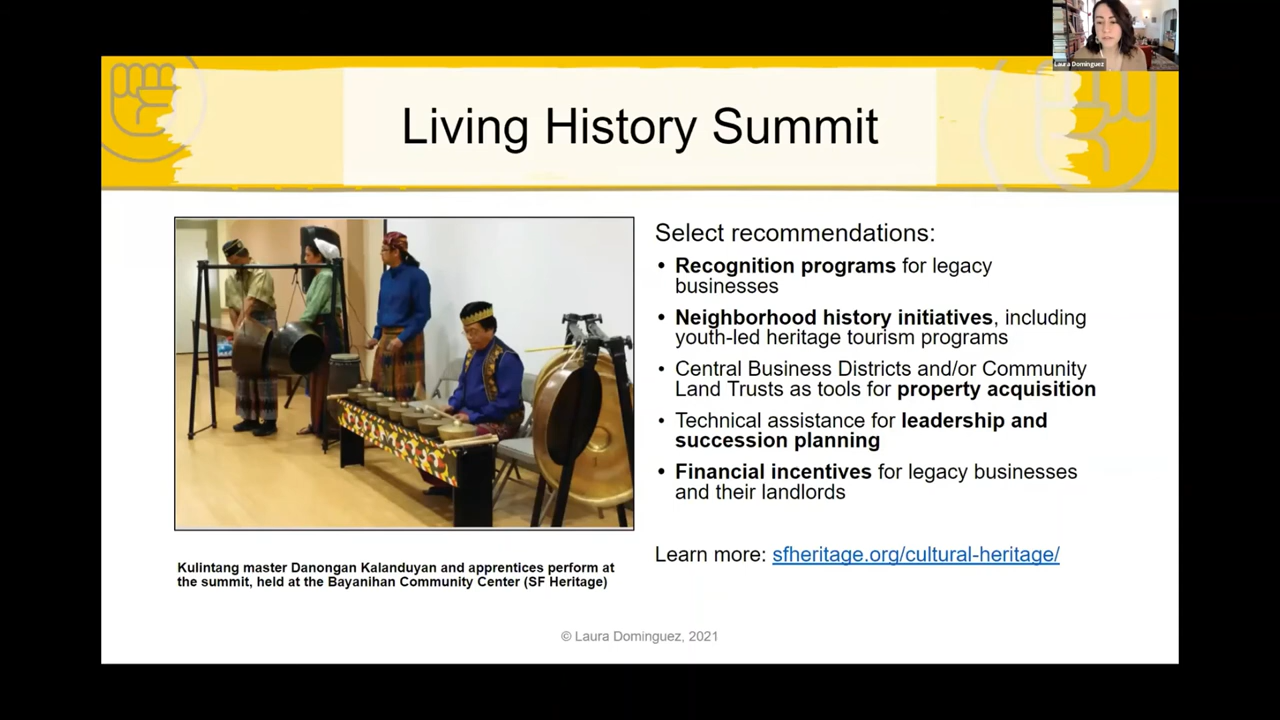 Laura Dominguez
Living History Summit
Select recommendations:
• Recognition programs for legacy
businesses
• Neighborhood history initiatives, including
youth-led heritage tourism programs
• Central Business Districts and/or Community
Land Trusts as tools for property acquisition
• Technical assistance for leadership and
succession planning
• Financial incentives for legacy businesses
and their landlords
Learn more: sfheritage.org/cultural-heritage/
Kulintang master Danongan Kalanduyan and apprentices perform at
the summit, held at the Bayanihan Community Center (SF Heritage)
© Laura Dominguez, 2021